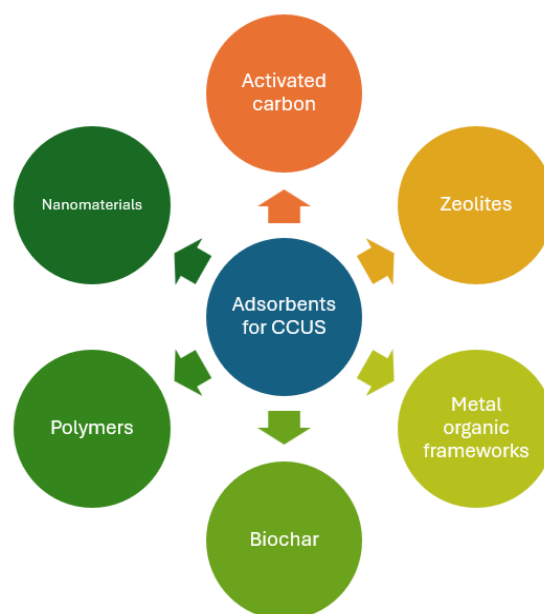 Activated
carbon
Nanomaterials
Zeolites
Adsorbents
for CCUS
Polymers
Metal
organic
frameworks
Biochar